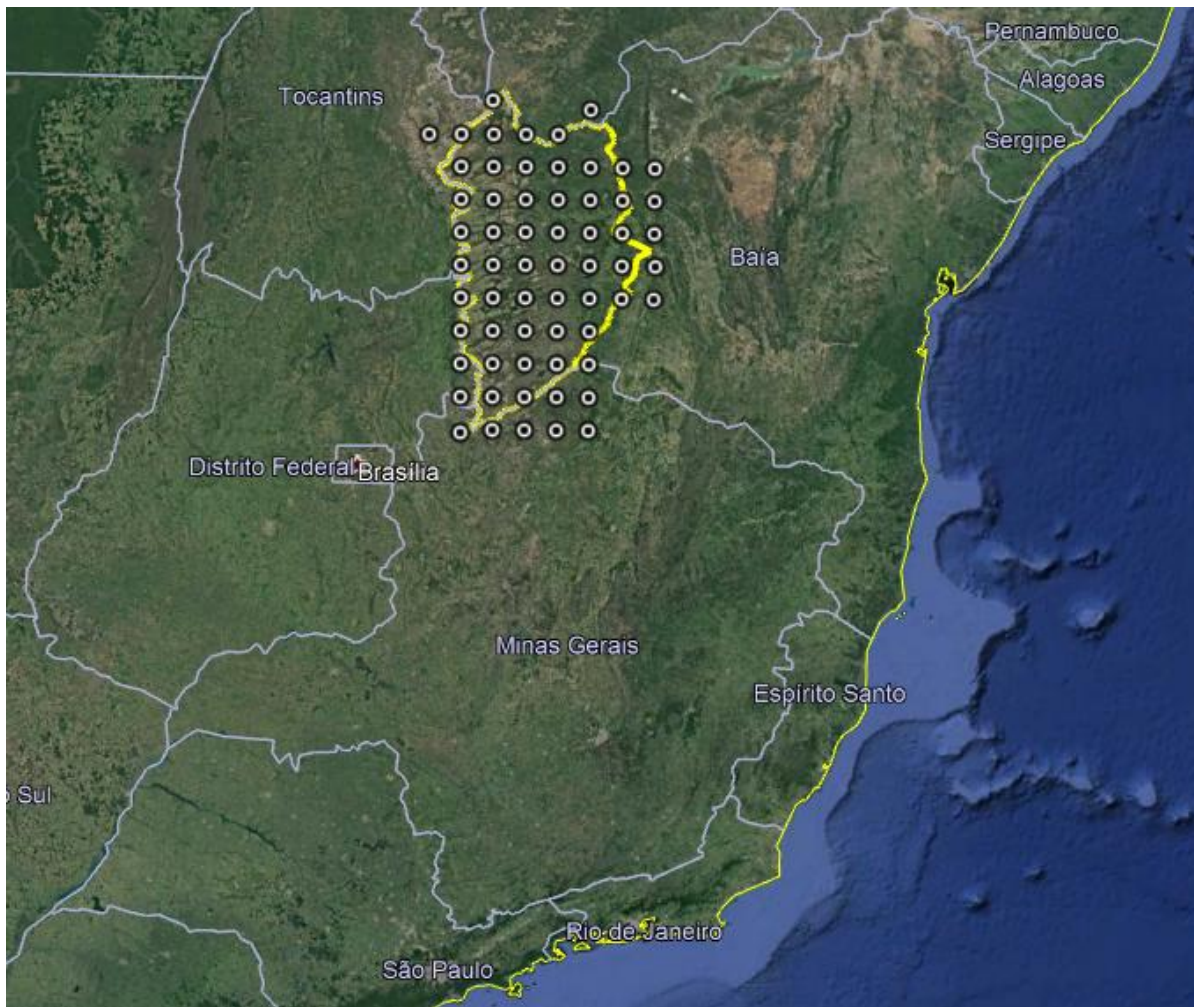 Pernambuco
Tocantins
Alagoas
Sergipe
Baía
Distrito Federal
Brasília
Minas Gerais
Espírito Santo
o Sul
Rio de Janeiro
São Paulo